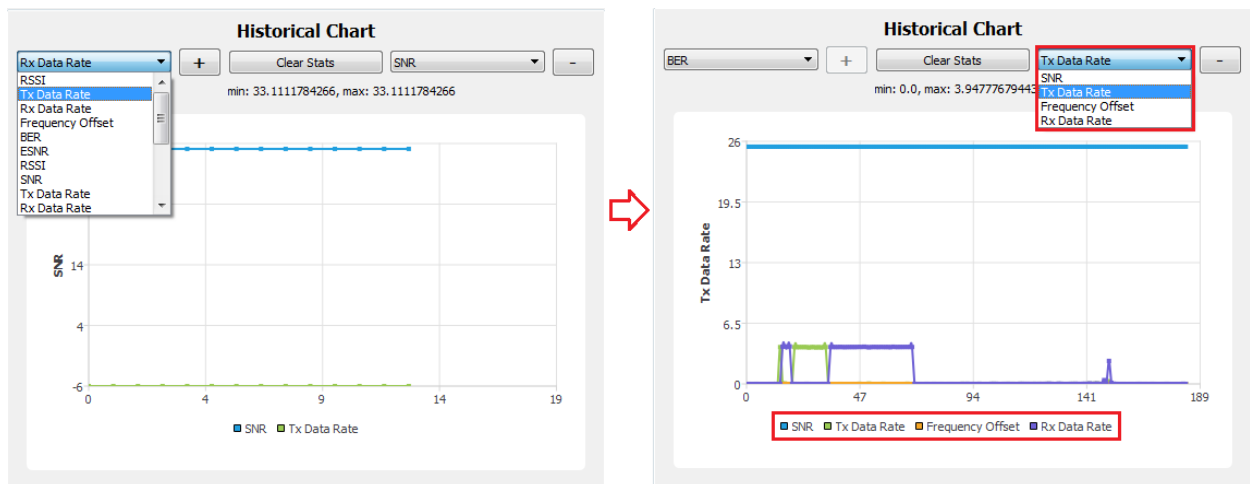 Historical Chart
Rx Data Rate + Clear Stats SNR -
RSSI
Tx Data Rate
Rx Data Rate
Frequency Offset
BER
ESNR
RSSI
SNR
Tx Data Rate
Rx Data Rate
min: 33.1111784266, max: 33.1111784266
SNR
14
4
-6
0 4 9 14 19
SNR Tx Data Rate
Historical Chart
BER + Clear Stats Tx Data Rate -
SNR
Tx Data Rate
Frequency Offset
Rx Data Rate
min: 0.0, max: 3.94777679443
Tx Data Rate
26
19.5
13
6.5
0
0 47 94 141 189
SNR Tx Data Rate Frequency Offset Rx Data Rate